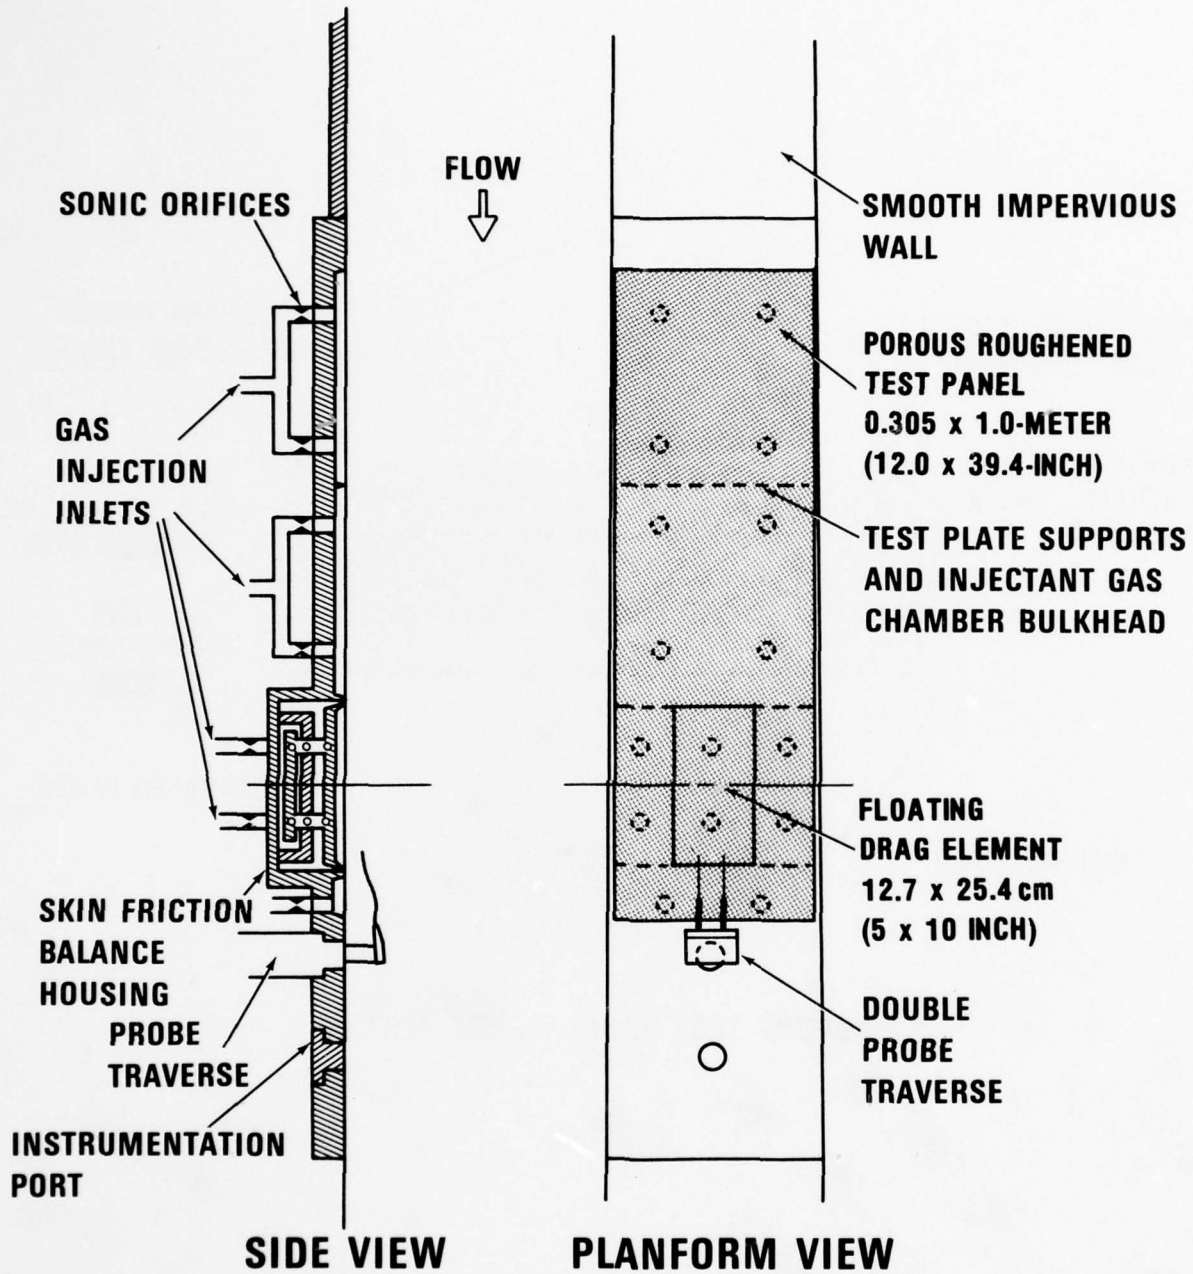 FLOW
SONIC ORIFICES
GAS
INJECTION
INLETS
SKIN FRICTION
BALANCE
HOUSING
PROBE
TRAVERSE
INSTRUMENTATION
PORT
SMOOTH IMPERVIOUS
WALL
POROUS ROUGHENED
TEST PANEL
0.305 x 1.0-METER
(12.0 x 39.4-INCH)
TEST PLATE SUPPORTS
AND INJECTANT GAS
CHAMBER BULKHEAD
FLOATING
DRAG ELEMENT
12.7 x 25.4 cm
(5 x 10 INCH)
DOUBLE
PROBE
TRAVERSE
SIDE VIEW
PLANFORM VIEW